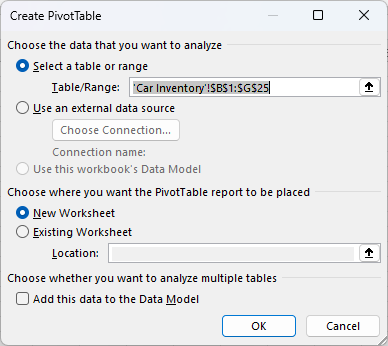 Create PivotTable
Choose the data that you want to analyze
Select a table or range
Table/Range: 'Car Inventory'!$B$1:$G$25
Use an external data source
Choose Connection...
Connection name:
Use this workbook's Data Model
Choose where you want the PivotTable report to be placed
New Worksheet
Existing Worksheet
Location:
Choose whether you want to analyze multiple tables
Add this data to the Data Model
OK Cancel